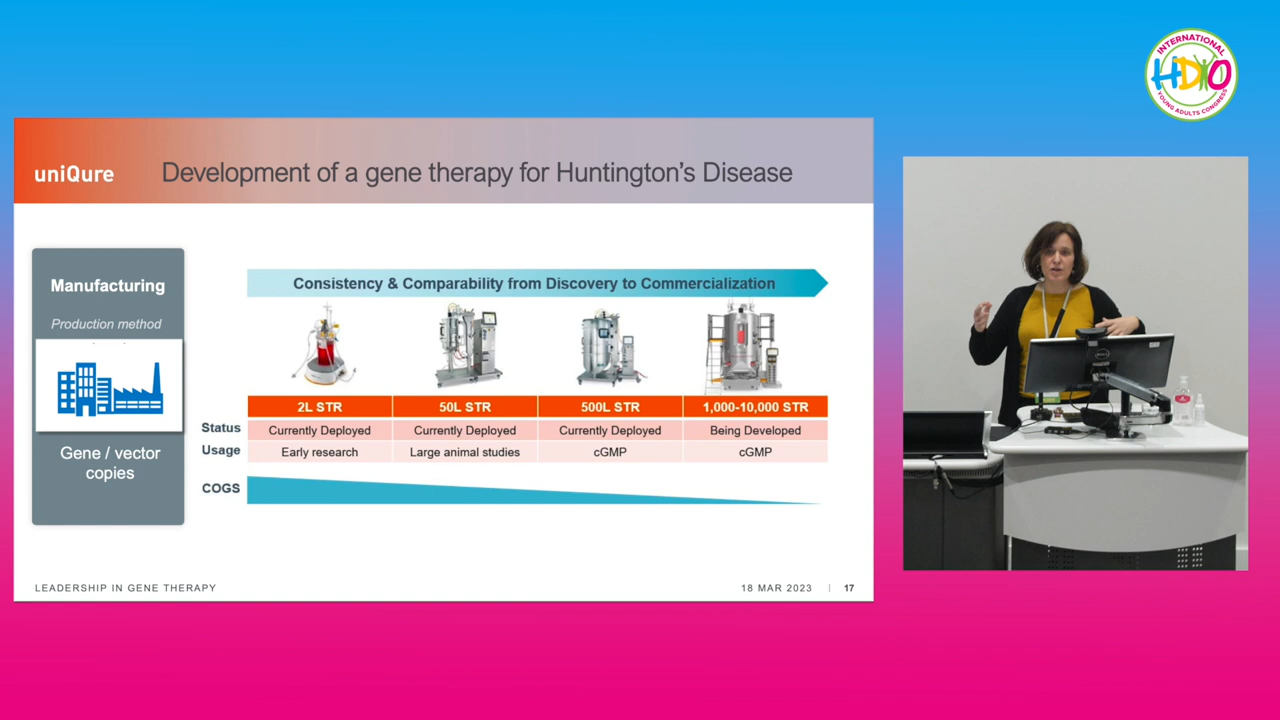 INTERNATIONAL
HDYO
YOUNG ADULTS CONGRESS
uniQure
Development of a gene therapy for Huntington's Disease
Manufacturing
Production method
Gene / vector
copies
Consistency & Comparability from Discovery to Commercialization
2L STR
50L STR
500L STR
1,000-10,000 STR
Status
Currently Deployed
Currently Deployed
Currently Deployed
Being Developed
Usage
Early research
Large animal studies
cGMP
cGMP
COGS
LEADERSHIP IN GENE THERAPY
18 MAR 2023
17